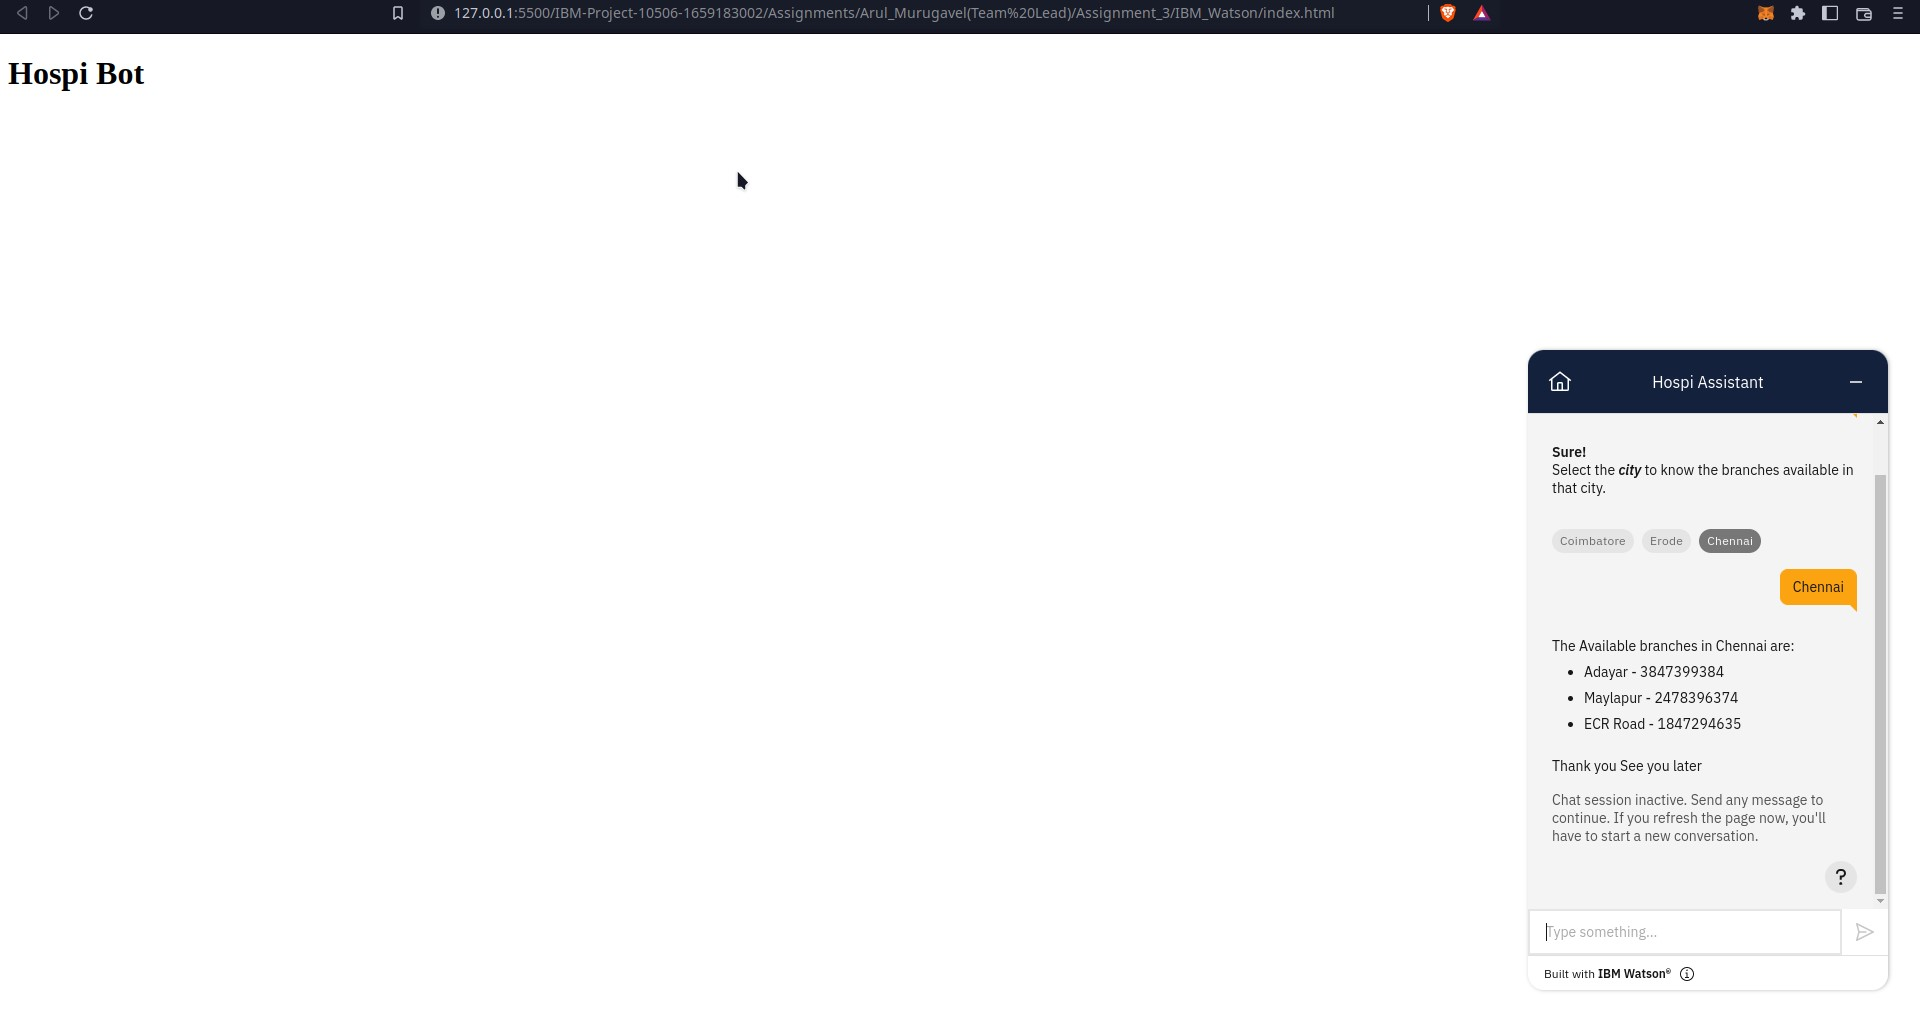 127.0.0.1:5500/IBM-Project-10506-1659183002/Assignments/Arul_Murugavel(Team%20Lead)/Assignment_3/IBM_Watson/index.html
Hospi Bot
Hospi Assistant
Sure!
Select the city to know the branches available in
that city.
Coimbatore Erode Chennai
Chennai
The Available branches in Chennai are:
• Adayar - 3847399384
• Maylapur - 2478396374
• ECR Road - 1847294635
Thank you See you later
Chat session inactive. Send any message to
continue. If you refresh the page now, you'll
have to start a new conversation.
?
Type something...
Built with IBM Watson®